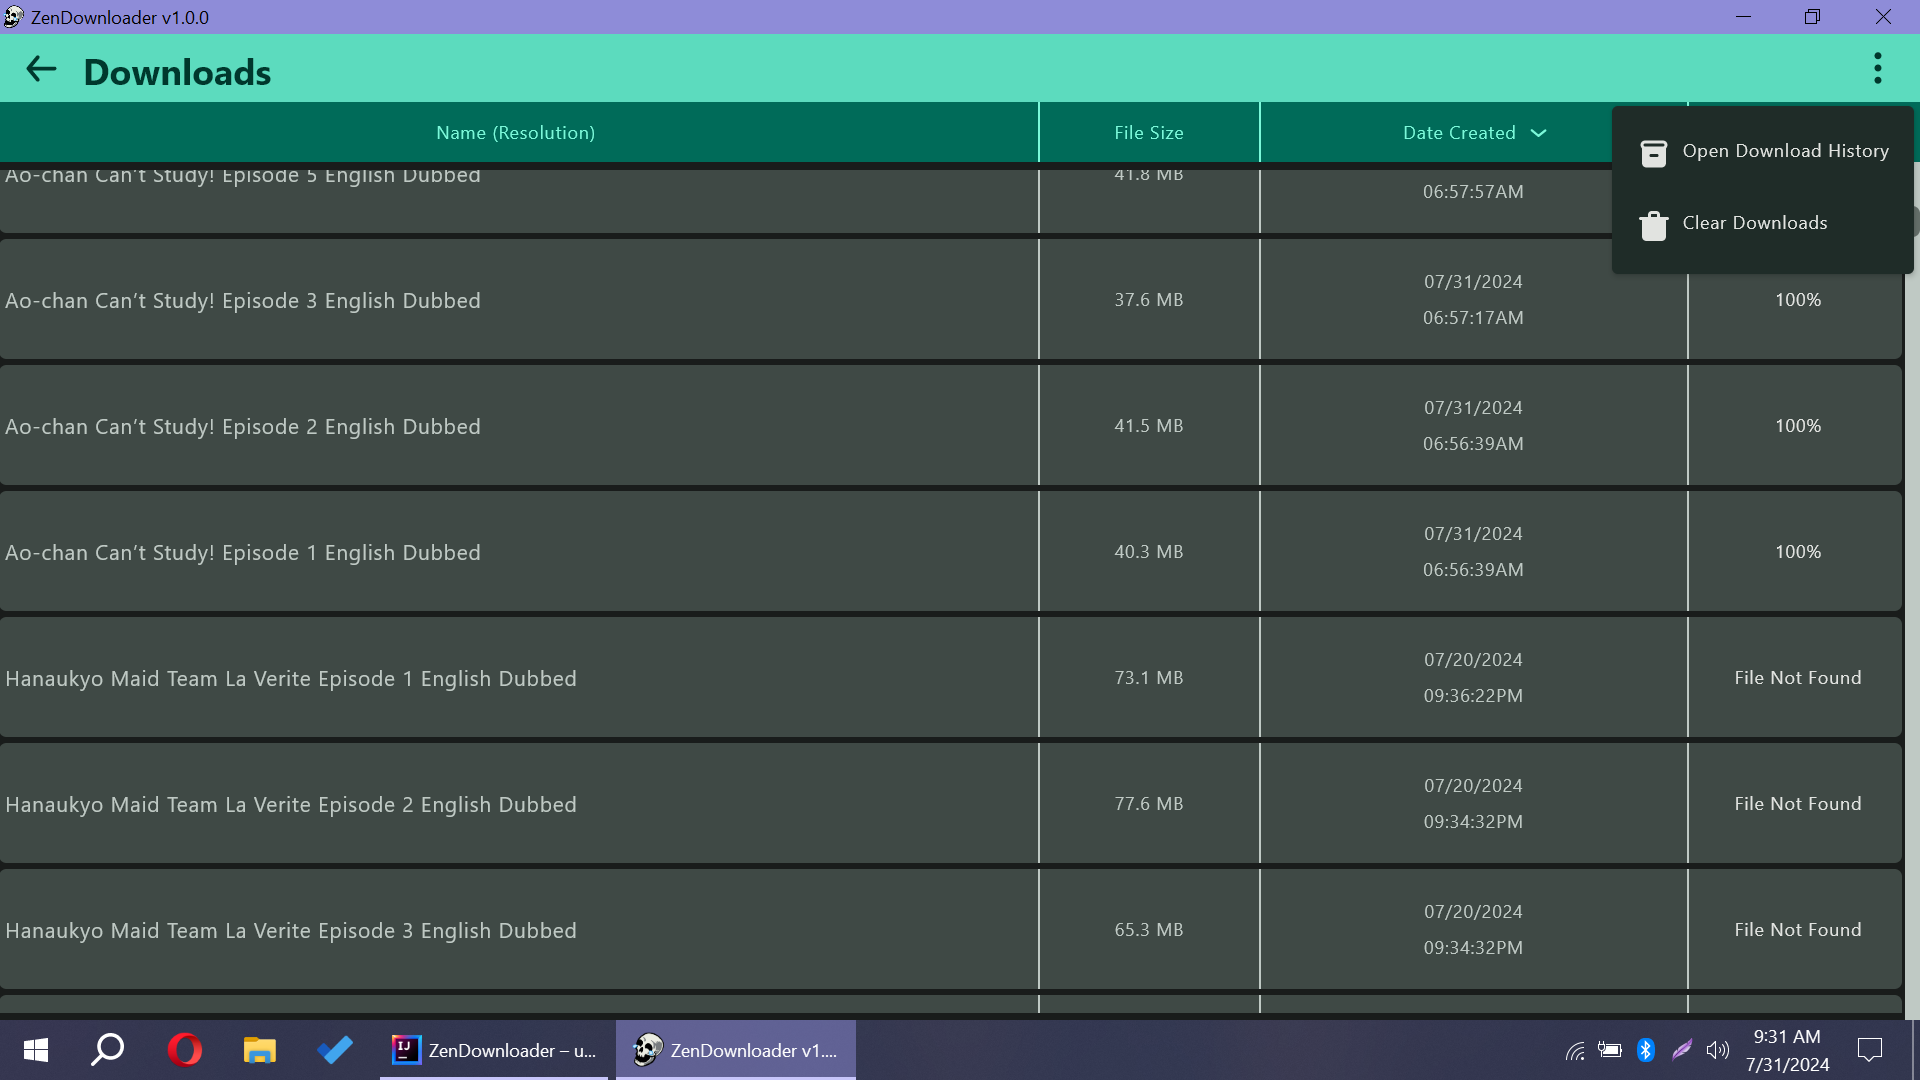 ZenDownloader v1.0.0
Downloads
Name (Resolution)
File Size
Date Created
Open Download History
Clear Downloads
Ao-chan Can't Study! Episode 5 English Dubbed
41.8 MB
06:57:57AM
Ao-chan Can't Study! Episode 3 English Dubbed
37.6 MB
07/31/2024
06:57:17AM
100%
Ao-chan Can't Study! Episode 2 English Dubbed
41.5 MB
07/31/2024
06:56:39AM
100%
Ao-chan Can't Study! Episode 1 English Dubbed
40.3 MB
07/31/2024
06:56:39AM
100%
Hanaukyo Maid Team La Verite Episode 1 English Dubbed
73.1 MB
07/20/2024
09:36:22PM
File Not Found
Hanaukyo Maid Team La Verite Episode 2 English Dubbed
77.6 MB
07/20/2024
09:34:32PM
File Not Found
Hanaukyo Maid Team La Verite Episode 3 English Dubbed
65.3 MB
07/20/2024
09:34:32PM
File Not Found
IJ
ZenDownloader – u...
ZenDownloader v1....
9:31 AM
7/31/2024